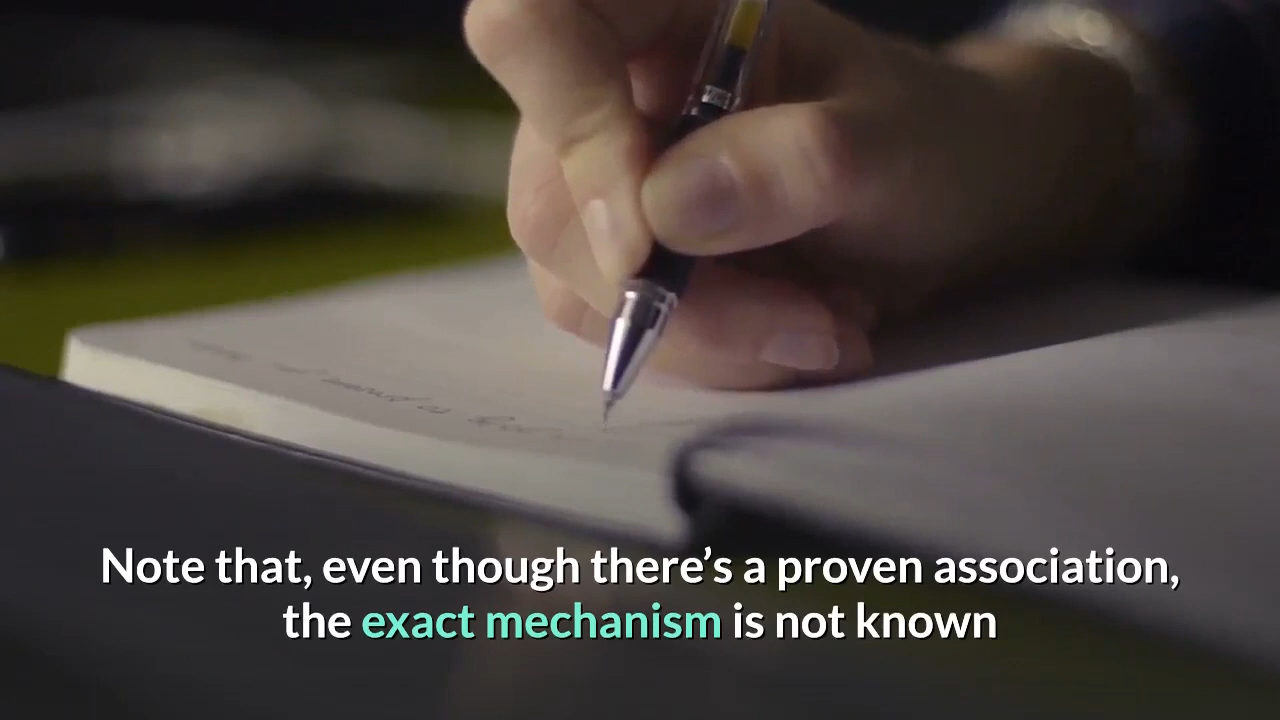 Note that, even though there's a proven association,
the exact mechanism is not known